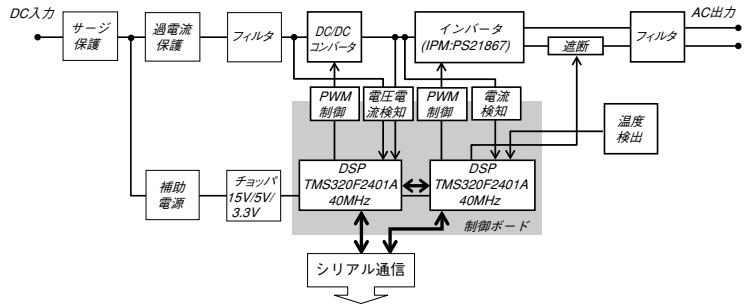 DC入力
サージ
保護
過電流
保護
フィルタ
DC/DC
コンバータ
インバータ
(IPM:PS21867)
遮断
フィルタ
AC出力
PWM
制御
電圧電
流検知
PWM
制御
電流
検知
温度
検出
補助
電源
チョッパ
15V/5V/
3.3V
DSP
TMS320F2401A
40MHz
DSP
TMS320F2401A
40MHz
制御ボード
シリアル通信